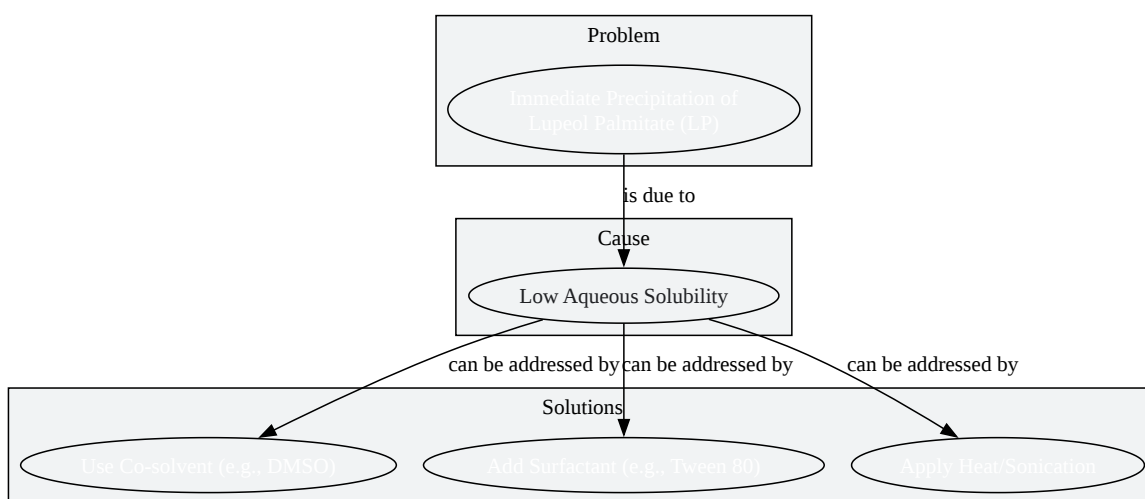 Problem
Immediate Precipitation of
Lupeol Palmitate (LP)
is due to
Cause
Low Aqueous Solubility
can be addressed by
can be addressed by
can be addressed by
Solutions
Use Co-solvent (e.g., DMSO)
Add Surfactant (e.g., Tween 80)
Apply Heat/Sonication